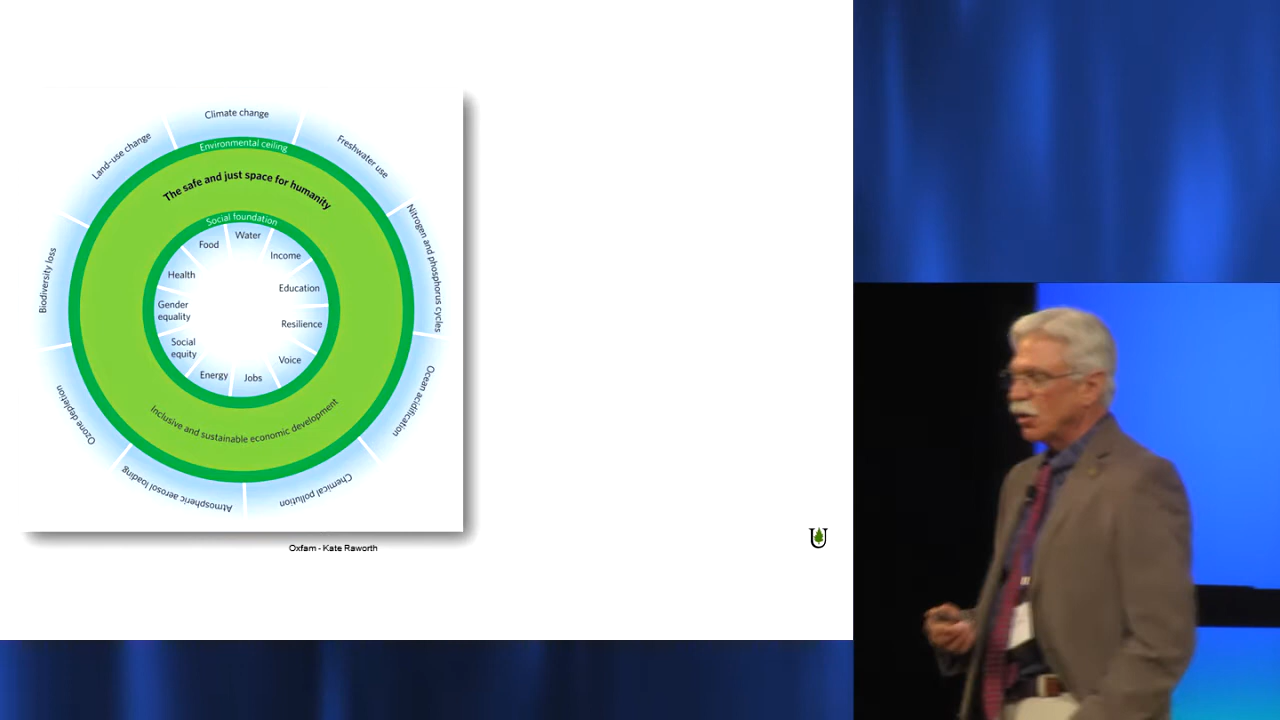 Climate change
Freshwater use
Nitrogen and phosphorus cycles
Ocean acidification
Chemical pollution
Atmospheric aerosol loading
Ozone depletion
Biodiversity loss
Land-use change
Environmental ceiling
The safe and just space for humanity
Social foundation
Water
Income
Education
Resilience
Voice
Jobs
Energy
Social
equity
Gender
equality
Health
Food
Inclusive and sustainable economic development
Oxfam - Kate Raworth
U